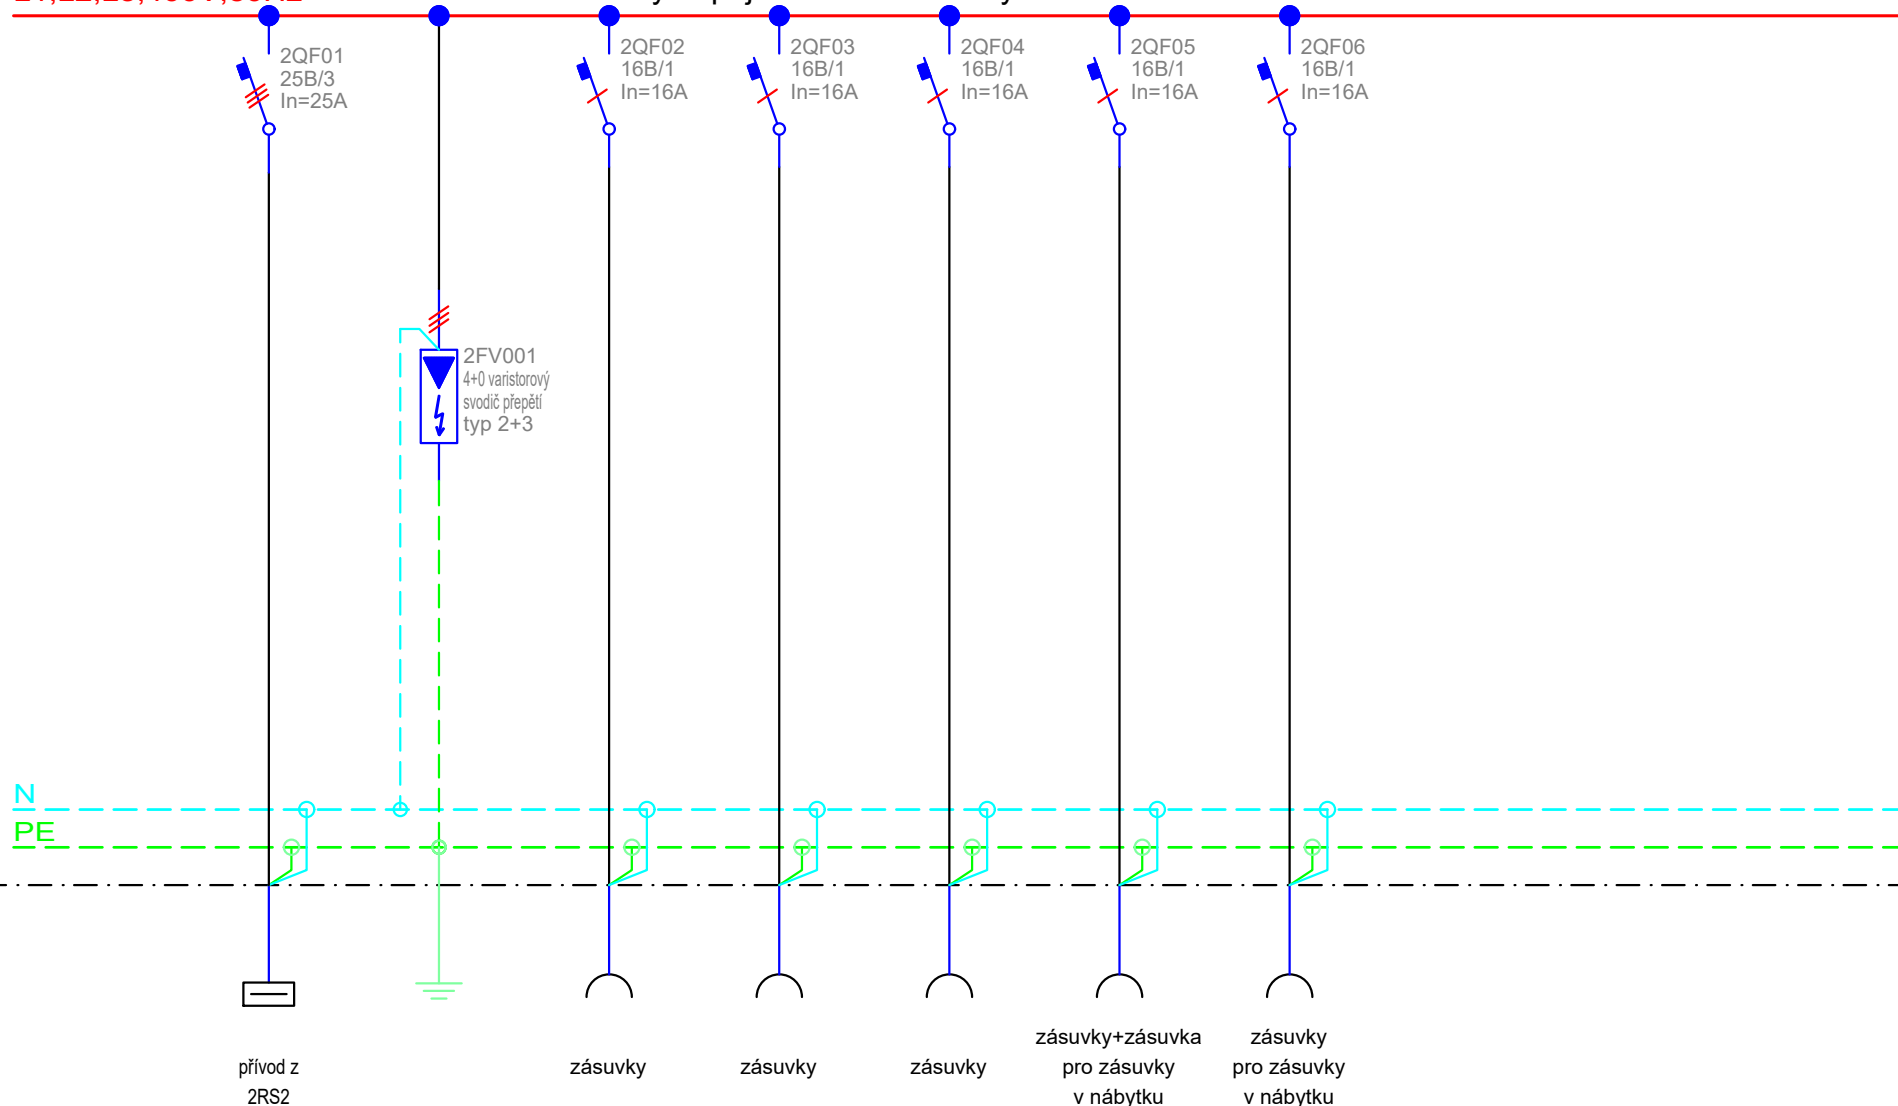 2QF01
25B/3
In=25A
2QF02
16B/1
In=16A
2QF03
16B/1
In=16A
2QF04
16B/1
In=16A
2QF05
16B/1
In=16A
2QF06
16B/1
In=16A
2FV001
4+0 varistorový
svodič přepětí
typ 2+3
N
PE
přívod z
2RS2
zásuvky
zásuvky
zásuvky
zásuvky+zásuvka
pro zásuvky
v nábytku
zásuvky
pro zásuvky
v nábytku